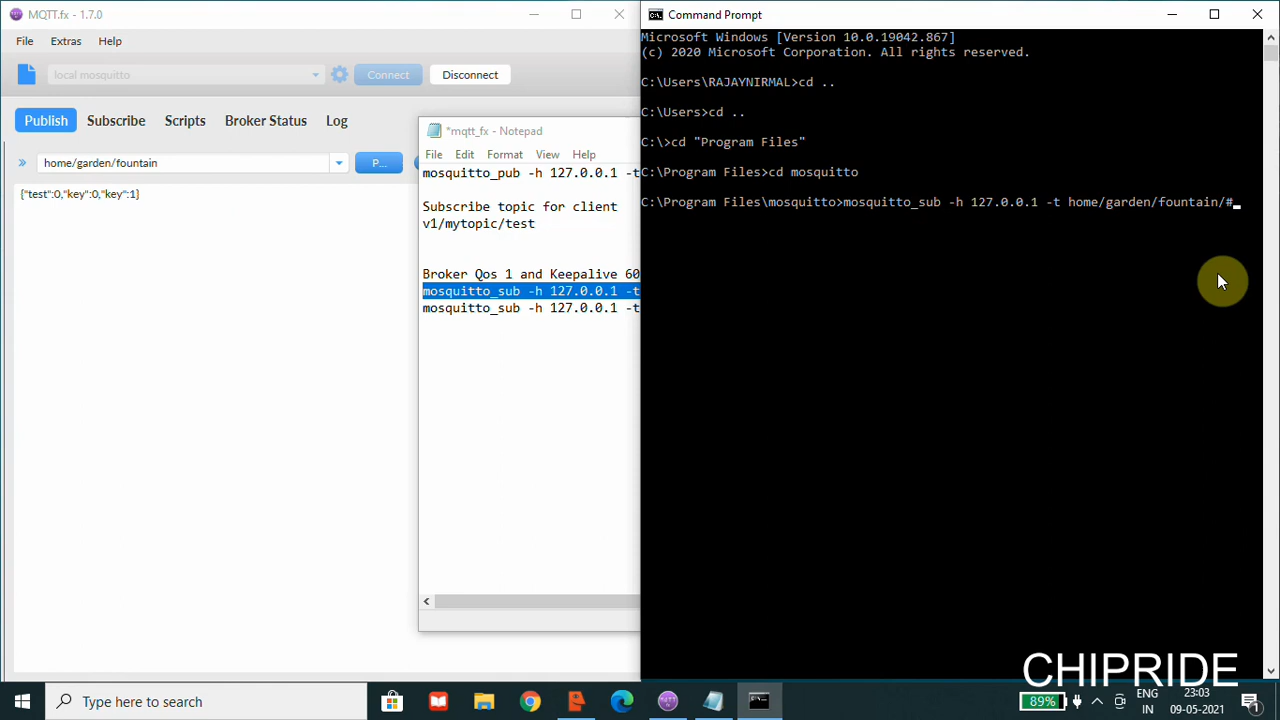 MQTT.fx - 1.7.0
File Extras Help
local mosquitto
Connect
Disconnect
Publish Subscribe Scripts Broker Status Log
home/garden/fountain
P...
{"test":0,"key":0,"key":1}
*mqtt_fx - Notepad
File Edit Format View Help
mosquitto_pub -h 127.0.0.1 -t
Subscribe topic for client
v1/mytopic/test
Broker Qos 1 and Keepalive 60
mosquitto_sub -h 127.0.0.1 -t
mosquitto_sub -h 127.0.0.1 -t
Command Prompt
Microsoft Windows [Version 10.0.19042.867]
(c) 2020 Microsoft Corporation. All rights reserved.
C:\Users\RAJAYNIRMAL>cd ..
C:\Users>cd ..
C:\>cd "Program Files"
C:\Program Files>cd mosquitto
C:\Program Files\mosquitto>mosquitto_sub -h 127.0.0.1 -t home/garden/fountain/#
CHIPRIDE
Type here to search
89%
ENG
IN
23:03
09-05-2021
1